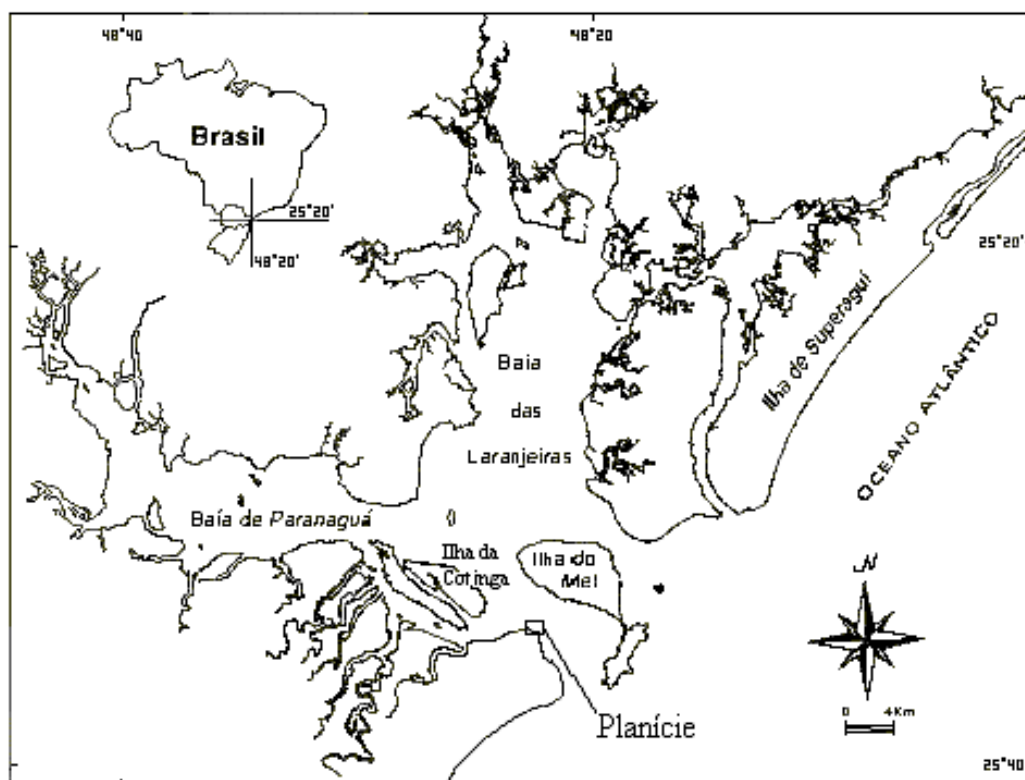 48°40
48°20
Brasil
25°20'
48°20'
25°20'
Ilha de Superaguí
OCEANO ATLÂNTICO
Baia
das
Laranjeiras
Baía de Paranaguá
Ilha da
Cotinga
Ilha do
Mel
N
0 4Km
Planície
25°40